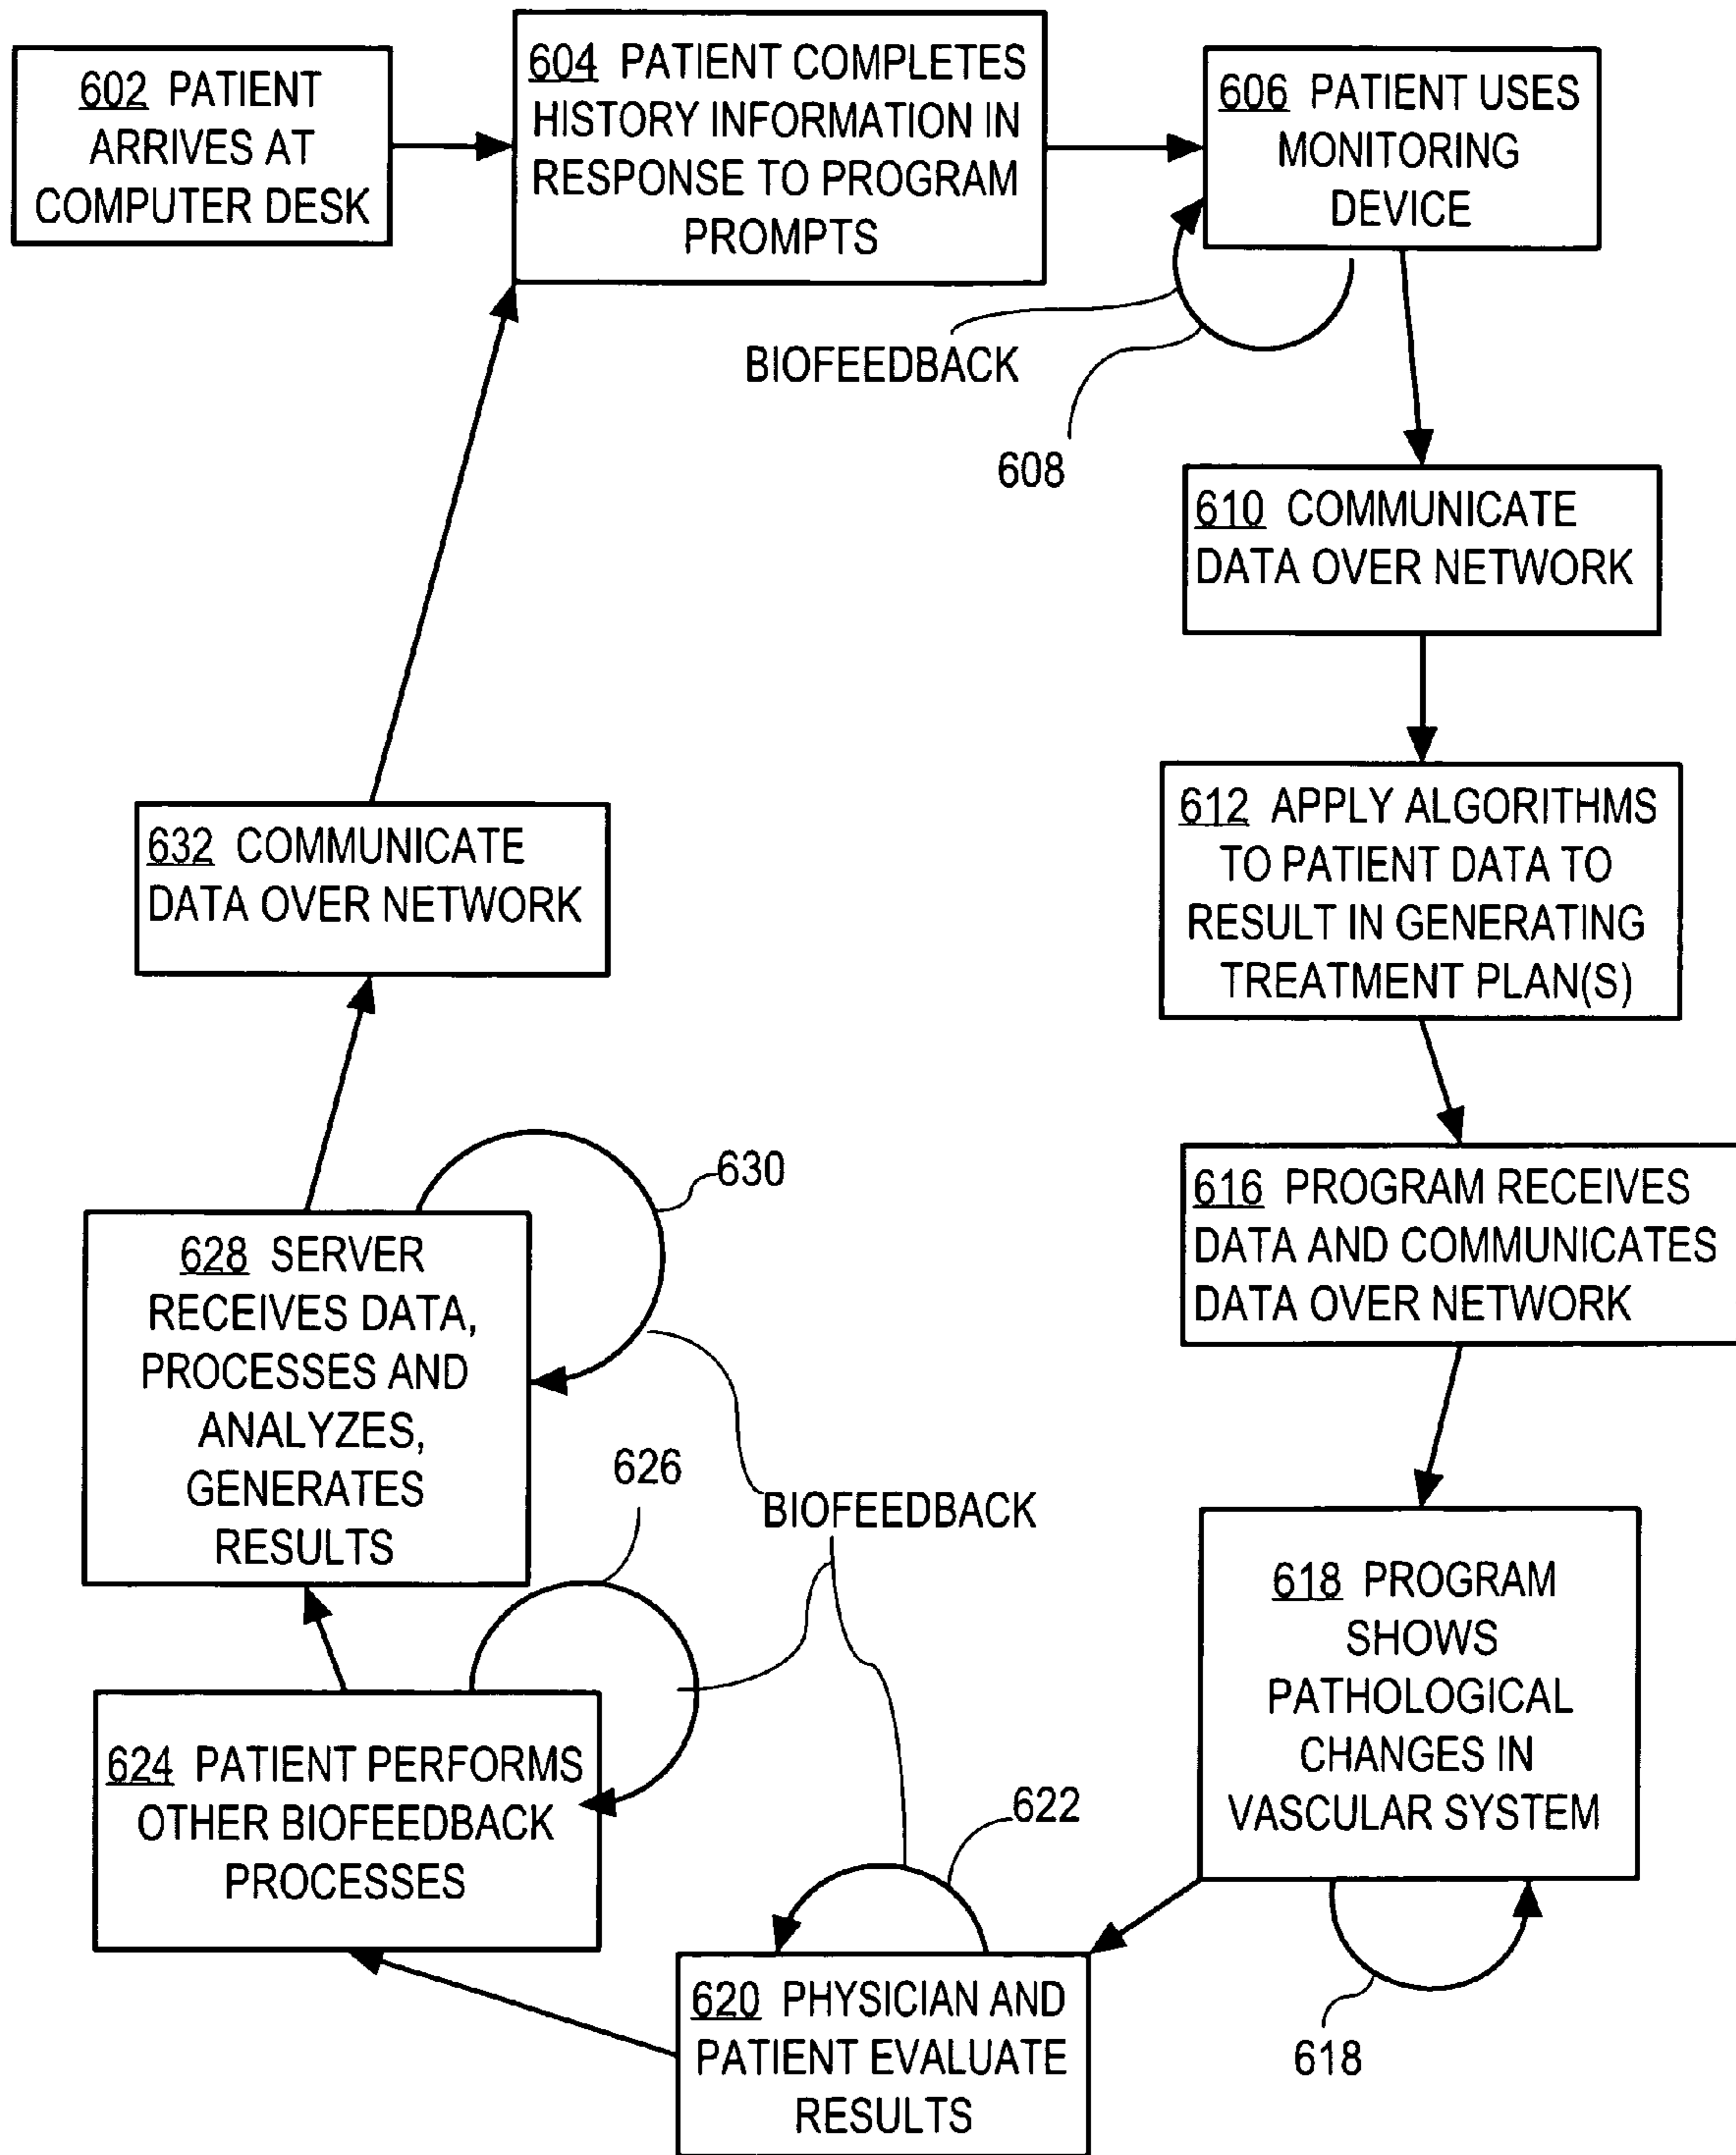 602 PATIENT
ARRIVES AT
COMPUTER DESK
604 PATIENT COMPLETES
HISTORY INFORMATION IN
RESPONSE TO PROGRAM
PROMPTS
606 PATIENT USES
MONITORING
DEVICE
BIOFEEDBACK
608
610 COMMUNICATE
DATA OVER NETWORK
612 APPLY ALGORITHMS
TO PATIENT DATA TO
RESULT IN GENERATING
TREATMENT PLAN(S)
616 PROGRAM RECEIVES
DATA AND COMMUNICATES
DATA OVER NETWORK
618 PROGRAM
SHOWS
PATHOLOGICAL
CHANGES IN
VASCULAR SYSTEM
618
620 PHYSICIAN AND
PATIENT EVALUATE
RESULTS
622
BIOFEEDBACK
624 PATIENT PERFORMS
OTHER BIOFEEDBACK
PROCESSES
626
628 SERVER
RECEIVES DATA,
PROCESSES AND
ANALYZES,
GENERATES
RESULTS
630
632 COMMUNICATE
DATA OVER NETWORK